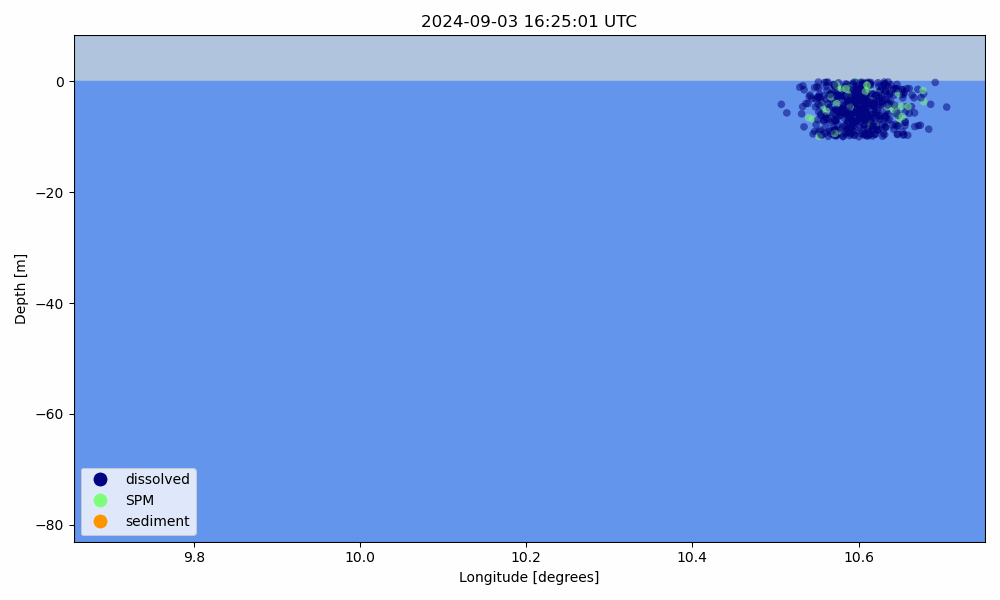 2024-09-03 16:25:01 UTC
Depth [m]
0
−20
−40
−60
−80
dissolved
SPM
sediment
9.8 10.0 10.2 10.4 10.6
Longitude [degrees]